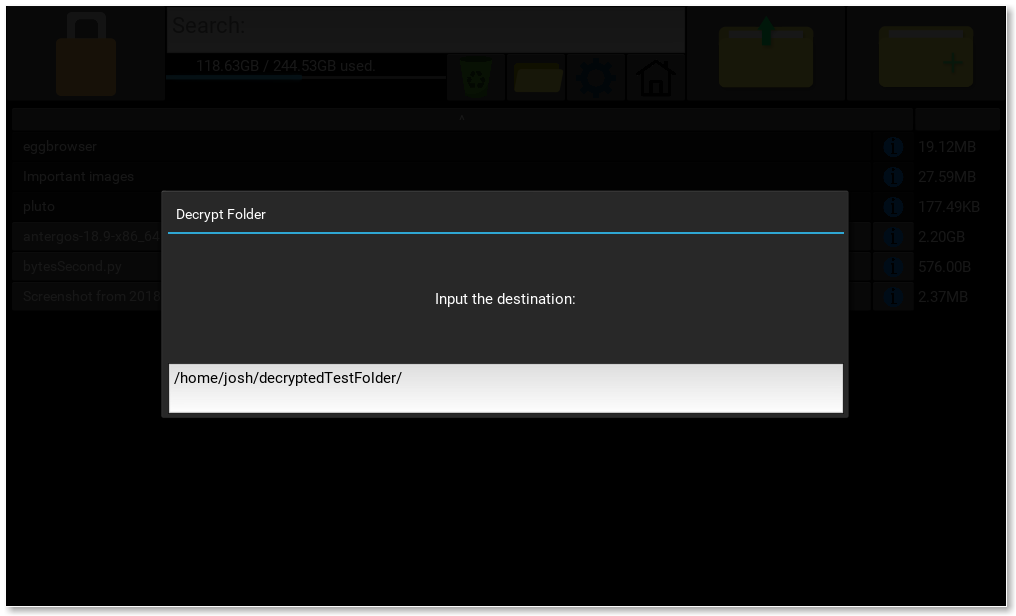 Search:
118.63GB / 244.53GB used.
^
eggbrowser 19.12MB
Important images 27.59MB
pluto 177.49KB
antergos-18.9-x86_64 2.20GB
bytesSecond.py 576.00B
Screenshot from 2018 2.37MB
Decrypt Folder
Input the destination:
/home/josh/decryptedTestFolder/